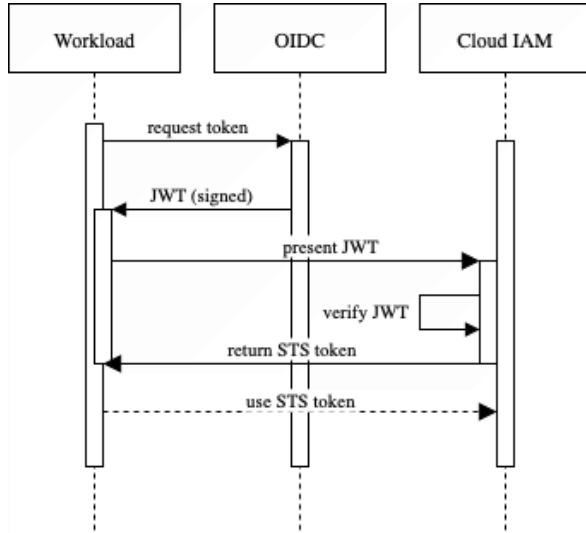 Workload
OIDC
Cloud IAM
request token
JWT (signed)
present JWT
verify JWT
return STS token
use STS token